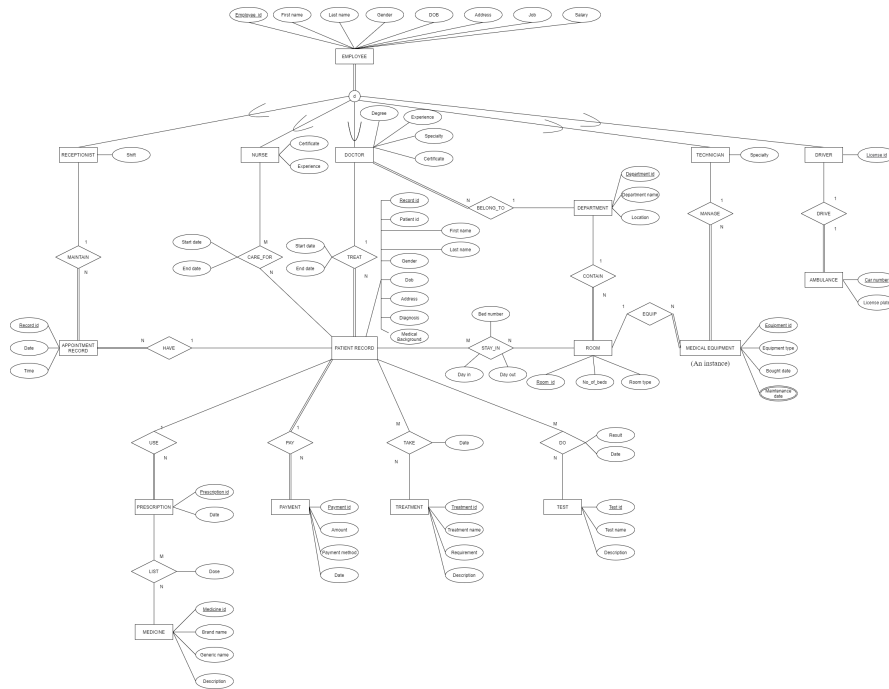 Employee_id
First name
Last name
Gender
DOB
Address
Job
Salary
EMPLOYEE
o
Degree
Experience
Specialty
Certificate
RECEPTIONIST
Shift
NURSE
Certificate
Experience
DOCTOR
TECHNICIAN
Specialty
DRIVER
License id
Record id
Patient id
First name
Last name
Gender
Dob
Address
Diagnosis
Medical
Background
N
BELONG_TO
1
DEPARTMENT
Department id
Department name
Location
1
MANAGE
N
1
DRIVE
1
1
MAINTAIN
N
Start date
End date
M
CARE_FOR
N
Start date
End date
1
TREAT
N
1
CONTAIN
N
AMBULANCE
Car number
License plate
Record id
Date
Time
APPOINTMENT
RECORD
N
HAVE
1
PATIENT RECORD
Bed number
M
STAY_IN
N
Day in
Day out
ROOM
Room_id
No_of_beds
Room type
1
EQUIP
N
MEDICAL EQUIPMENT
(An instance)
Equipment id
Equipment type
Bought date
Maintenance
date
1
USE
N
1
PAY
N
M
TAKE
N
Date
M
DO
N
Result
Date
PRESCRIPTION
Prescription id
Date
PAYMENT
Payment id
Amount
Payment method
Date
TREATMENT
Treatment id
Treatment name
Requirement
Decription
TEST
Test id
Test name
Description
M
LIST
N
Dose
MEDICINE
Medicine id
Brand name
Generic name
Description